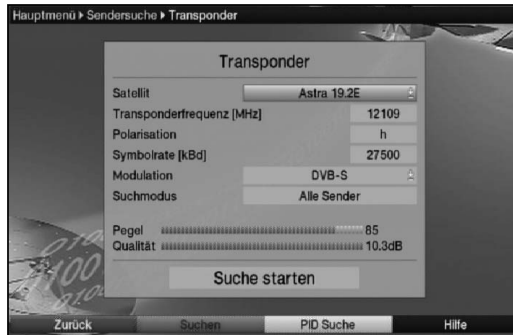 Hauptmenü ▸ Sendersuche ▸ Transponder
Transponder
Satellit Astra 19.2E
Transponderfrequenz [MHz] 12109
Polarisation h
Symbolrate [kBd] 27500
Modulation DVB-S
Suchmodus Alle Sender
Pegel 85
Qualität 10.3dB
Suche starten
Zurück Suchen PID Suche Hilfe